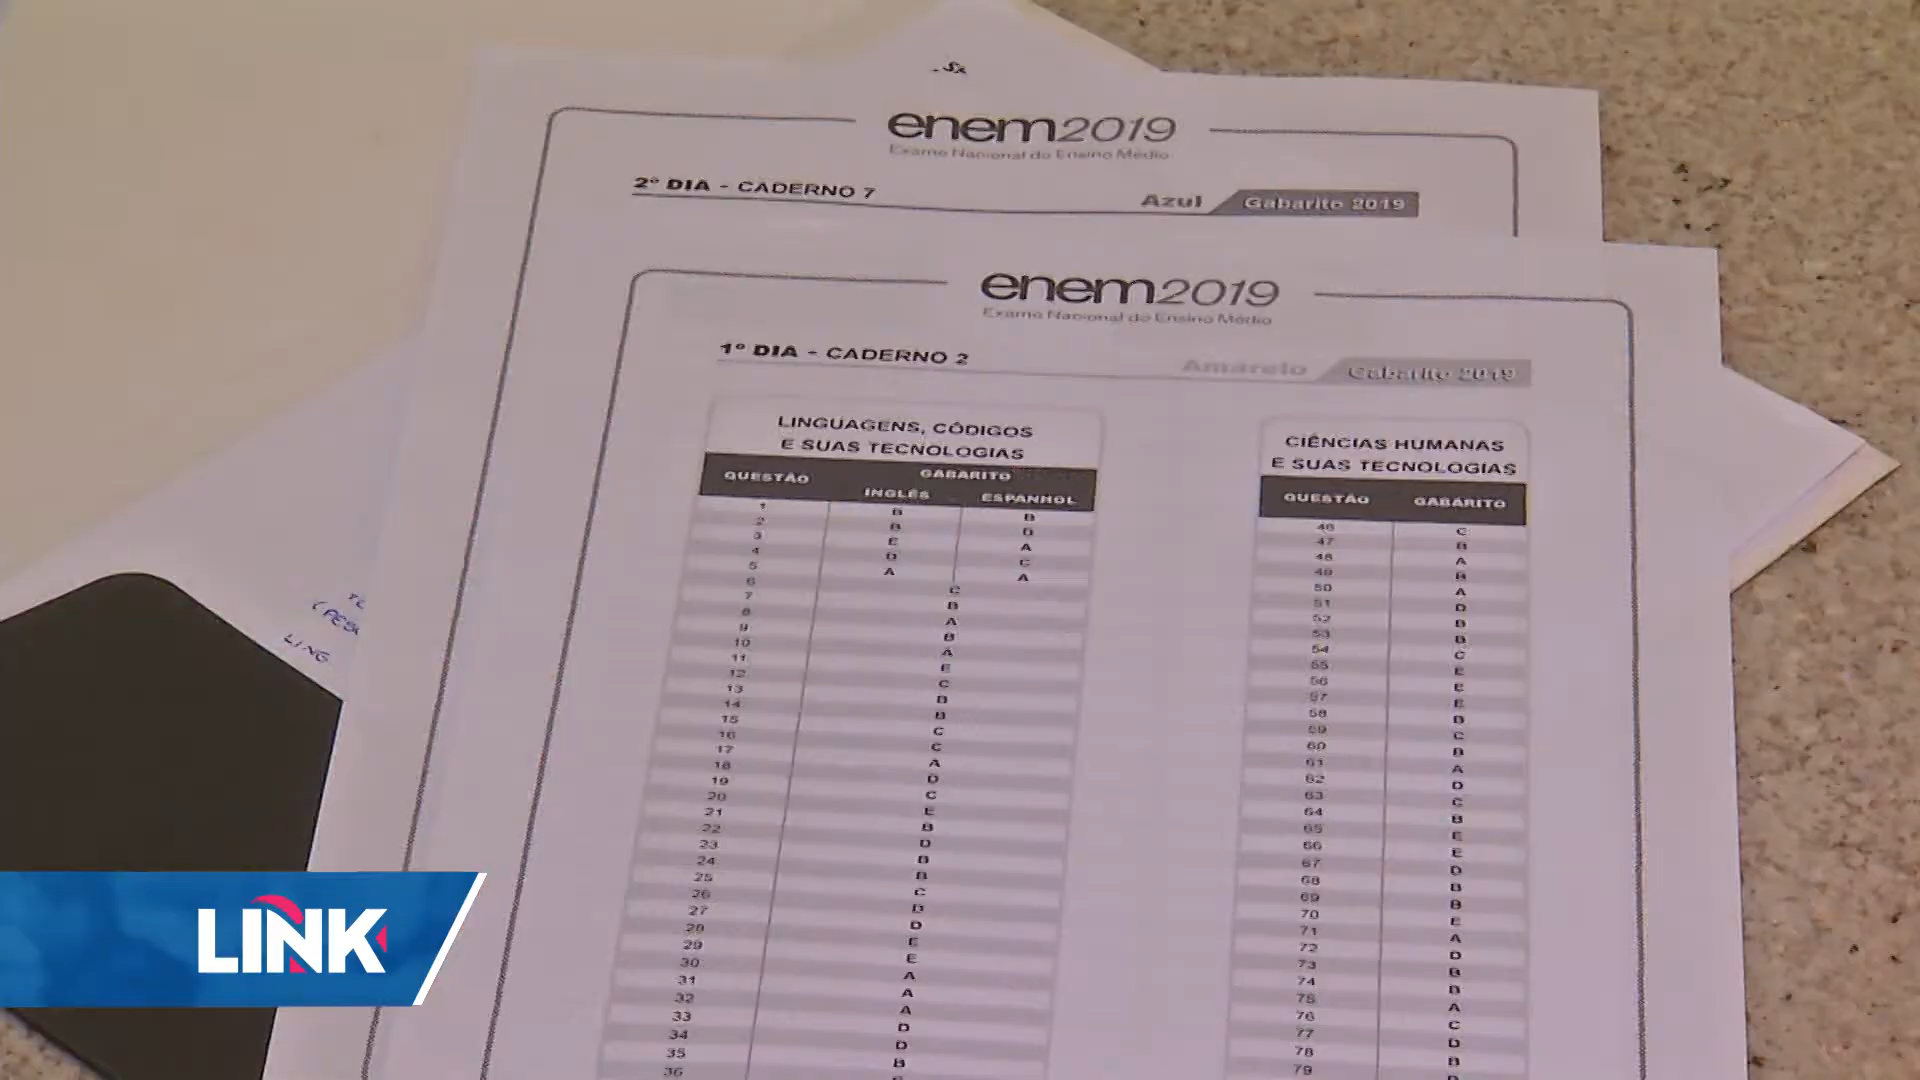 enem2019
Exame Nacional do Ensino Médio
2º DIA - CADERNO 7
Azul Gabarito 2019
enem2019
Exame Nacional do Ensino Médio
1º DIA - CADERNO 2
Amarelo Gabarito 2019
LINGUAGENS, CÓDIGOS
E SUAS TECNOLOGIAS
QUESTÃO GABARITO
INGLÊS ESPANHOL
1 B B
2 B D
3 E A
4 D C
5 A A
6 C
7 B
8 A
9 B
10 A
11 E
12 C
13 B
14 B
15 C
16 C
17 A
18 D
19 C
20 E
21 B
22 D
23 B
24 B
25 C
26 D
27 D
28 E
29 E
30 A
31 A
32 A
33 D
34 D
35 B
36
CIÊNCIAS HUMANAS
E SUAS TECNOLOGIAS
QUESTÃO GABARITO
46 C
47 B
48 A
49 B
50 A
51 D
52 B
53 B
54 C
55 E
56 E
57 E
58 B
59 C
60 B
61 A
62 D
63 C
64 B
65 E
66 E
67 D
68 B
69 B
70 E
71 A
72 D
73 B
74 B
75 A
76 C
77 D
78 B
79
LING
LINK